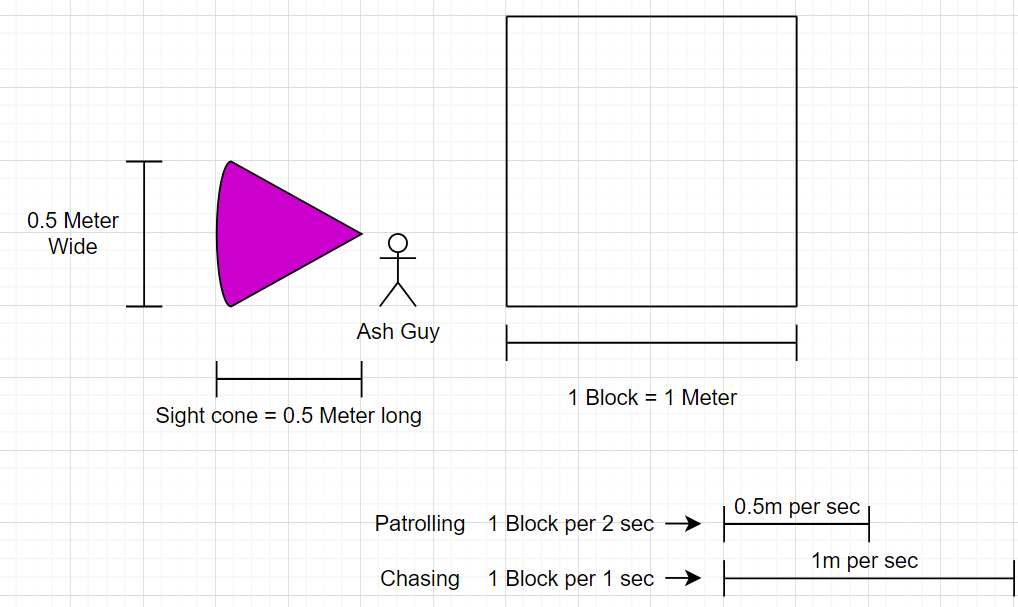 0.5 Meter
Wide
Ash Guy
Sight cone = 0.5 Meter long
1 Block = 1 Meter
Patrolling 1 Block per 2 sec 0.5m per sec
Chasing 1 Block per 1 sec 1m per sec